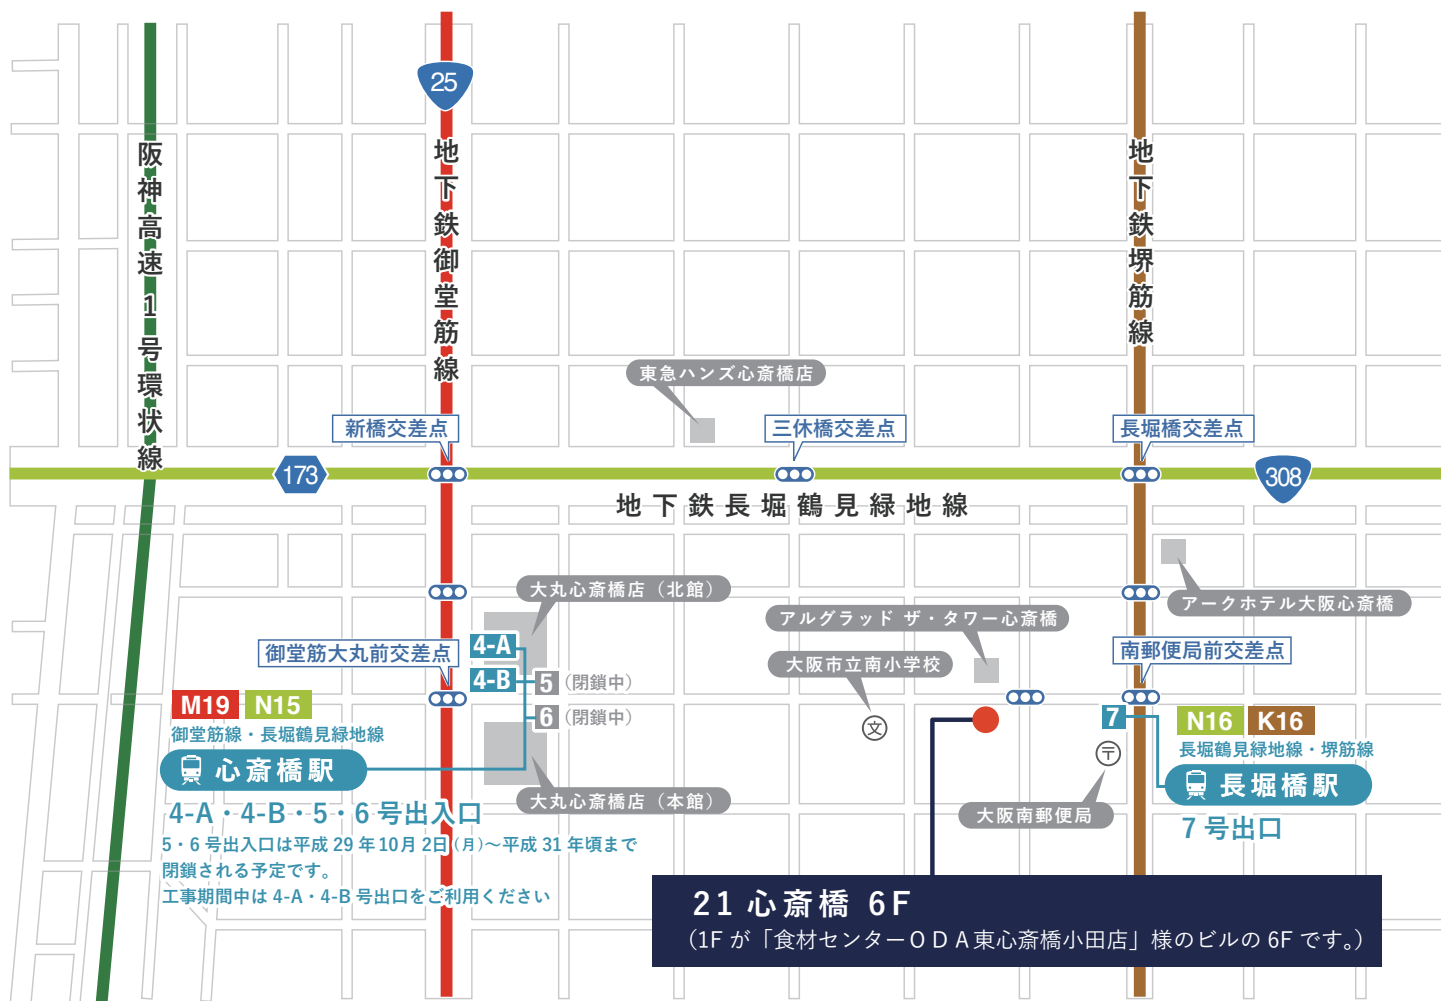 25
阪神高速1号環状線
地下鉄御堂筋線
地下鉄堺筋線
東急ハンズ心斎橋店
新橋交差点
三休橋交差点
長堀橋交差点
173
308
地下鉄長堀鶴見緑地線
大丸心斎橋店（北館）
アークホテル大阪心斎橋
アルグラッド ザ・タワー心斎橋
御堂筋大丸前交差点
4-A
南郵便局前交差点
大阪市立南小学校
4-B
5（閉鎖中）
6（閉鎖中）
M19 N15
御堂筋線・長堀鶴見緑地線
心斎橋駅
4-A・4-B・5・6 号出入口
5・6 号出入口は平成 29 年 10 月 2日（月）～平成 31 年頃まで
閉鎖される予定です。
工事期間中は 4-A・4-B 号出口をご利用ください
文
7
N16 K16
長堀鶴見緑地線・堺筋線
〒
長堀橋駅
7 号出口
大丸心斎橋店（本館）
大阪南郵便局
21 心斎橋 6F
（1F が「食材センターＯＤＡ東心斎橋小田店」様のビルの 6F です。）